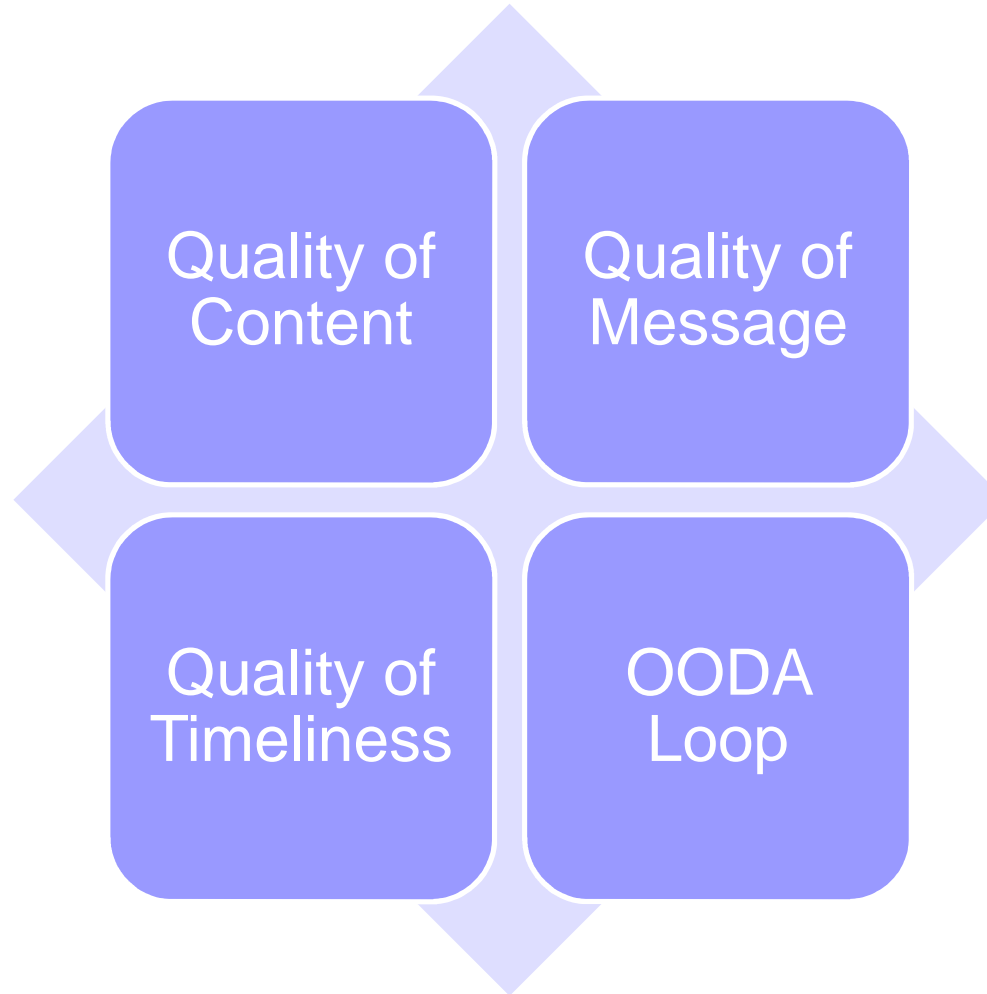 Quality of
Content
Quality of
Message
Quality of
Timeliness
OODA
Loop